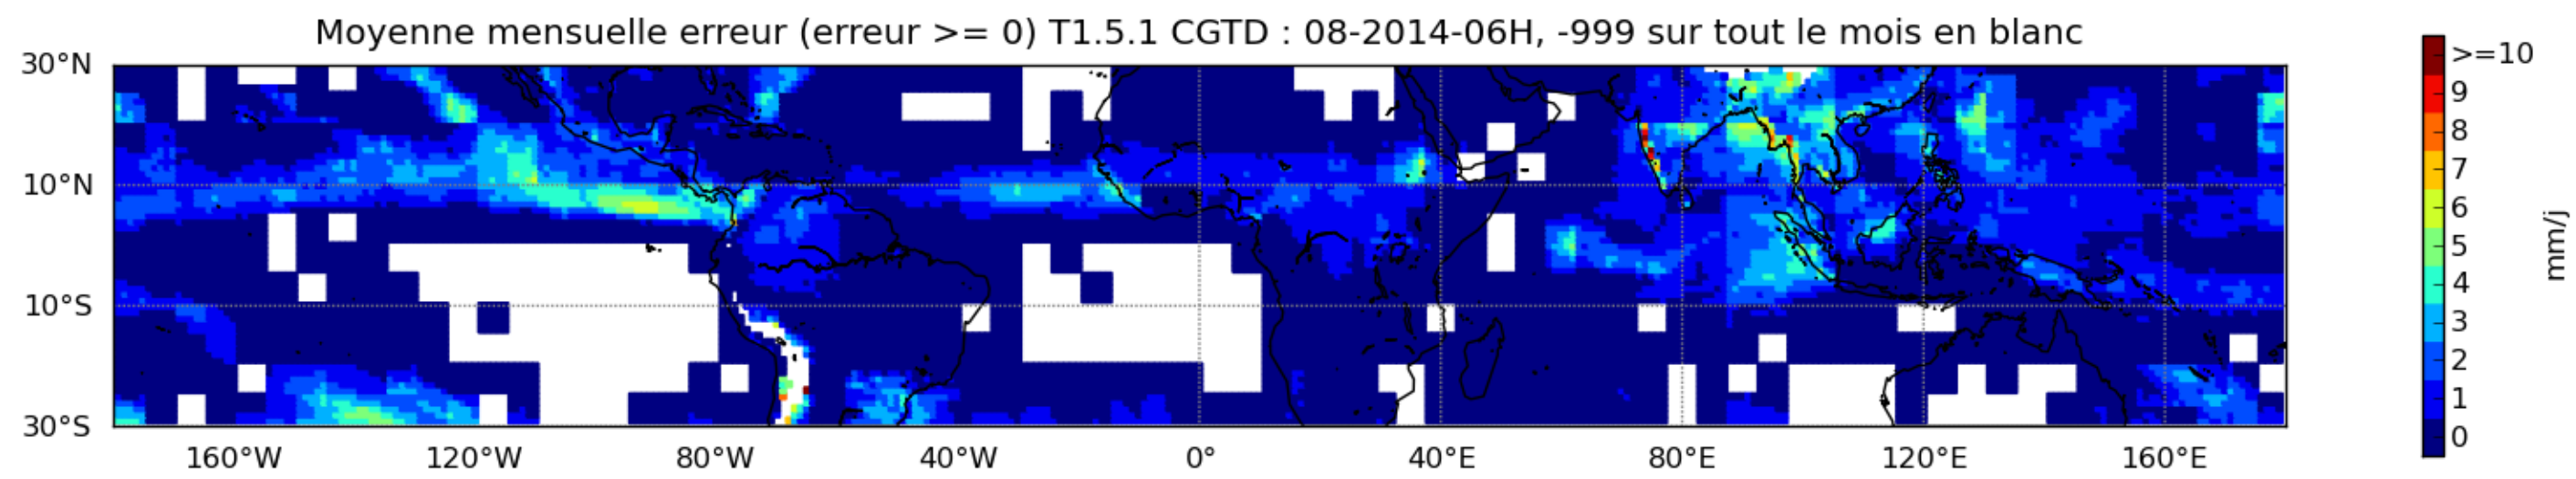 Moyenne mensuelle erreur (erreur >= 0) T1.5.1 CGTD : 08-2014-06H, -999 sur tout le mois en blanc
30°N
10°N
10°S
30°S
160°W 120°W 80°W 40°W 0° 40°E 80°E 120°E 160°E
>=10
9
8
7
6
5
4
3
2
1
0
mm/j